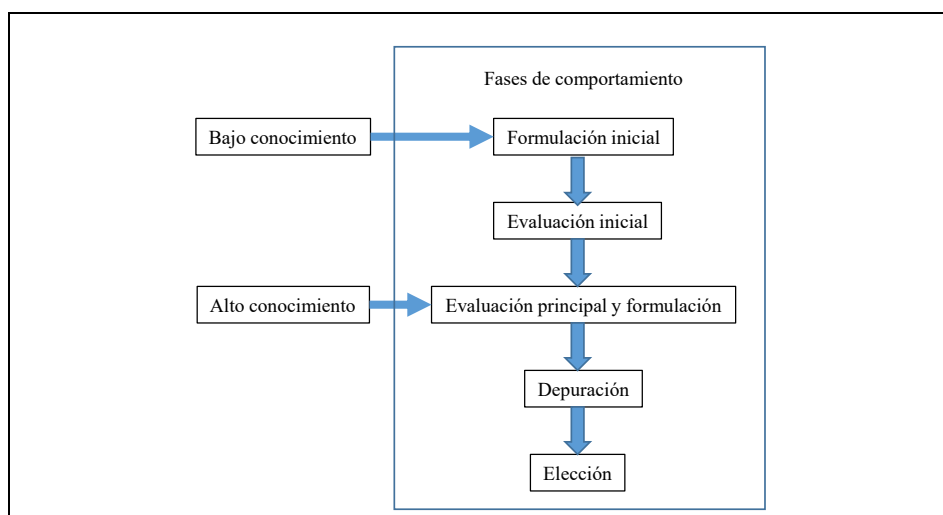 Fases de comportamiento
Bajo conocimiento
Formulación inicial
Evaluación inicial
Alto conocimiento
Evaluación principal y formulación
Depuración
Elección